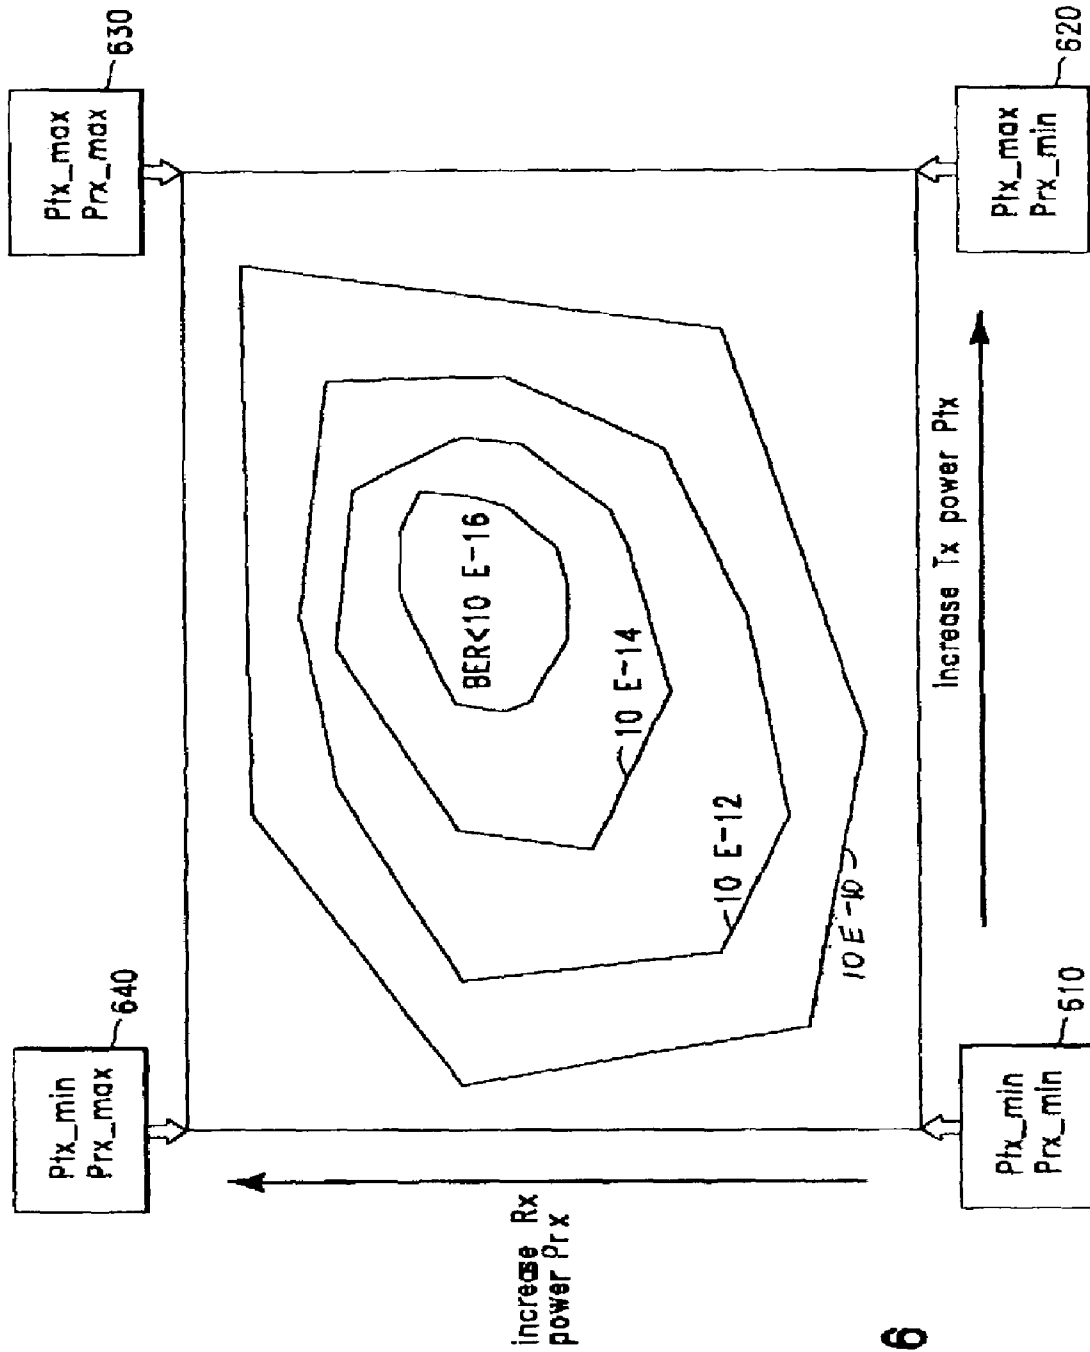 Ptx_min
Prx_max
640
Ptx_max
Prx_max
630
increase Rx
power Prx
BER<10 E-16
10 E-14
10 E-12
10 E-10
Ptx_min
Prx_min
610
Increase Tx power Ptx
Ptx_max
Prx_min
620
6